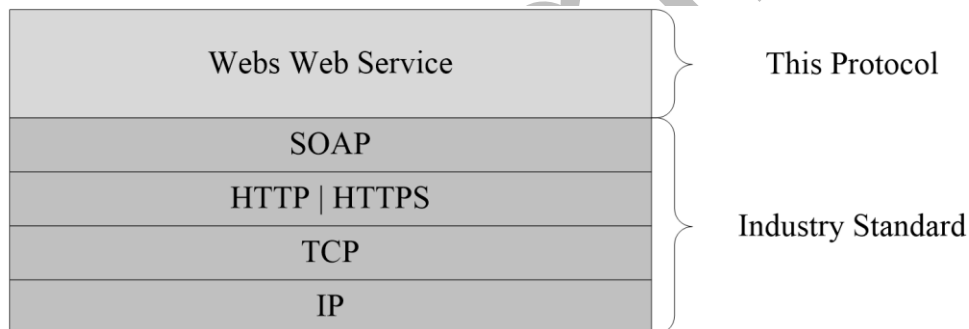 Webs Web Service
This Protocol
SOAP
HTTP | HTTPS
TCP
IP
Industry Standard